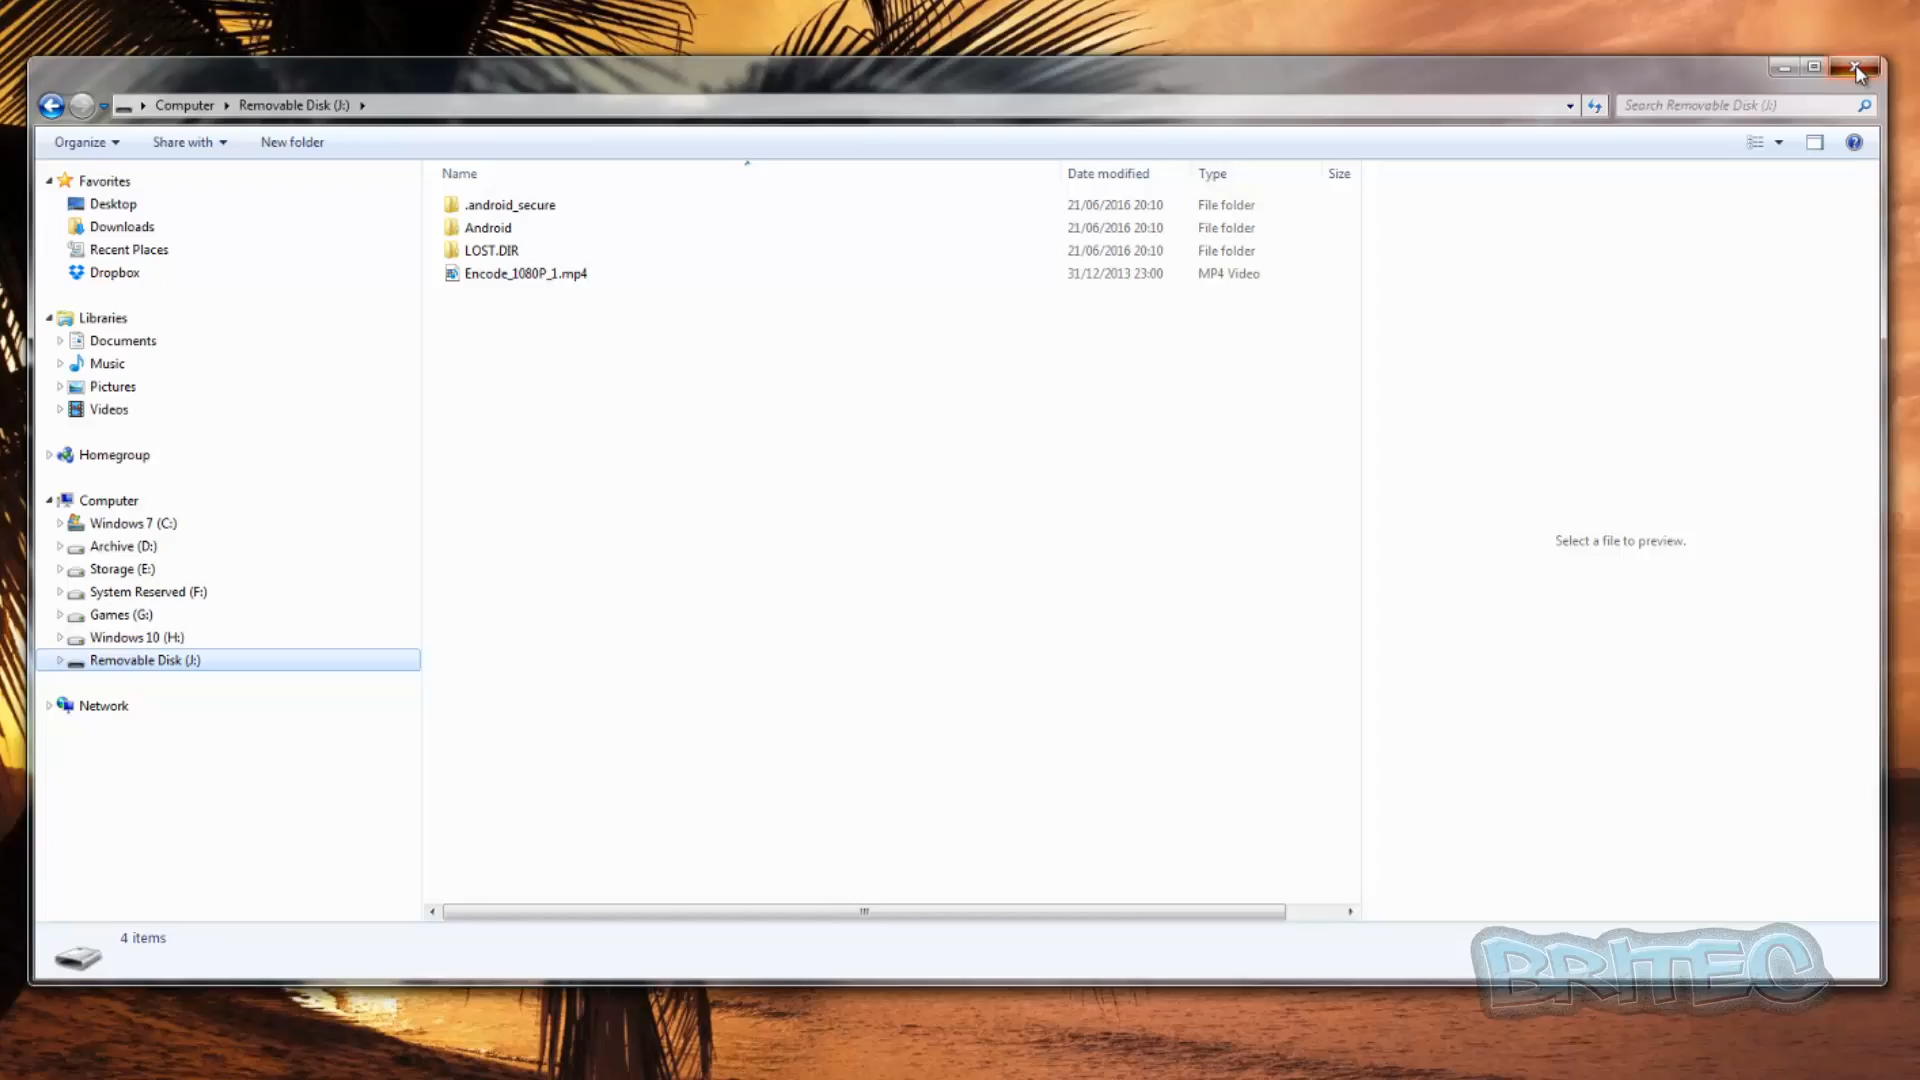 Computer Removable Disk (J:)
Search Removable Disk (J:)
Organize Share with New folder
Name Date modified Type Size
.android_secure 21/06/2016 20:10 File folder
Android 21/06/2016 20:10 File folder
LOST.DIR 21/06/2016 20:10 File folder
Encode_1080P_1.mp4 31/12/2013 23:00 MP4 Video
Favorites
Desktop
Downloads
Recent Places
Dropbox
Libraries
Documents
Music
Pictures
Videos
Homegroup
Computer
Windows 7 (C:)
Archive (D:)
Storage (E:)
System Reserved (F:)
Games (G:)
Windows 10 (H:)
Removable Disk (J:)
Network
Select a file to preview.
4 items
BRITEC